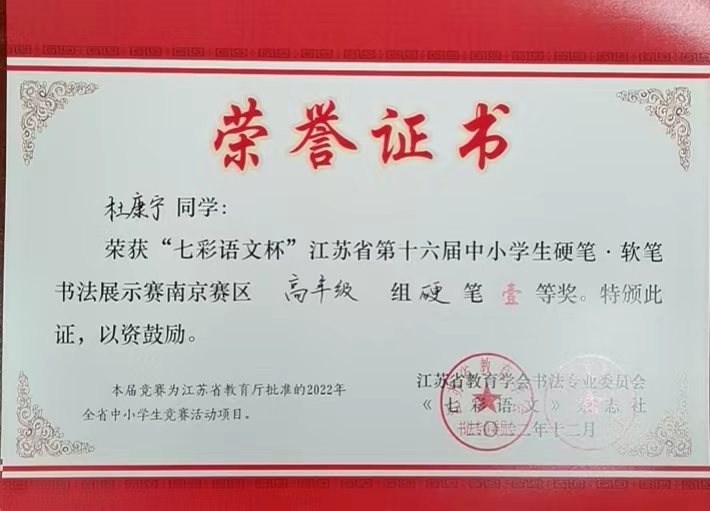 荣誉证书
杜康宁 同学：
荣获“七彩语文杯”江苏省第十六届中小学生硬笔·软笔
书法展示赛南京赛区 高年级 组 硬 笔 壹 等奖。特颁此
证，以资鼓励。
本届竞赛为江苏省教育厅批准的2022年
全省中小学生竞赛活动项目。
江苏省教育学会书法专业委员会
《七彩语文》杂志社
二〇二二年十二月